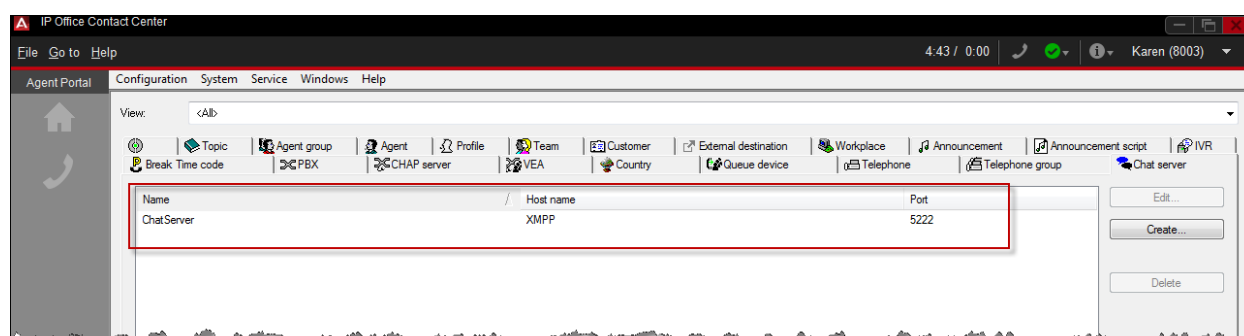 IP Office Contact Center
File Go to Help 4:43 / 0:00 Karen (8003)
Agent Portal Configuration System Service Windows Help
View: <All>
Topic Agent group Agent Profile Team Customer External destination Workplace Announcement Announcement script IVR
Break Time code PBX CHAP server VEA Country Queue device Telephone Telephone group Chat server
Name / Host name Port Edit...
ChatServer XMPP 5222
Create...
Delete